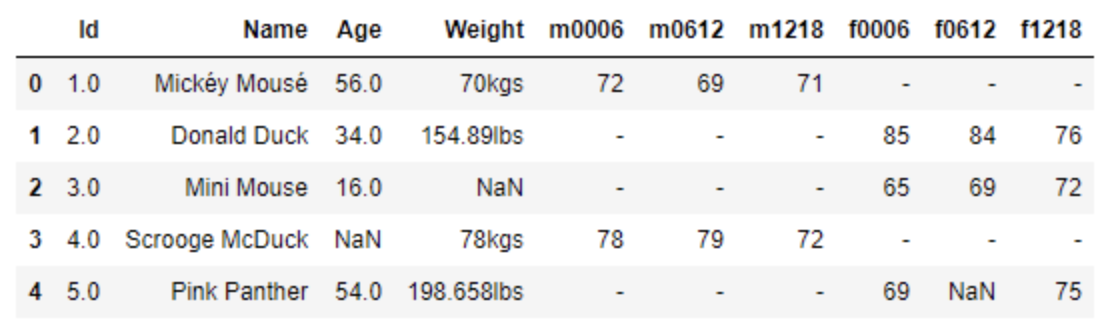 Id Name Age Weight m0006 m0612 m1218 f0006 f0612 f1218
0 1.0 Mickéy Mousé 56.0 70kgs 72 69 71 - - -
1 2.0 Donald Duck 34.0 154.89lbs - - - 85 84 76
2 3.0 Mini Mouse 16.0 NaN - - - 65 69 72
3 4.0 Scrooge McDuck NaN 78kgs 78 79 72 - - -
4 5.0 Pink Panther 54.0 198.658lbs - - - 69 NaN 75